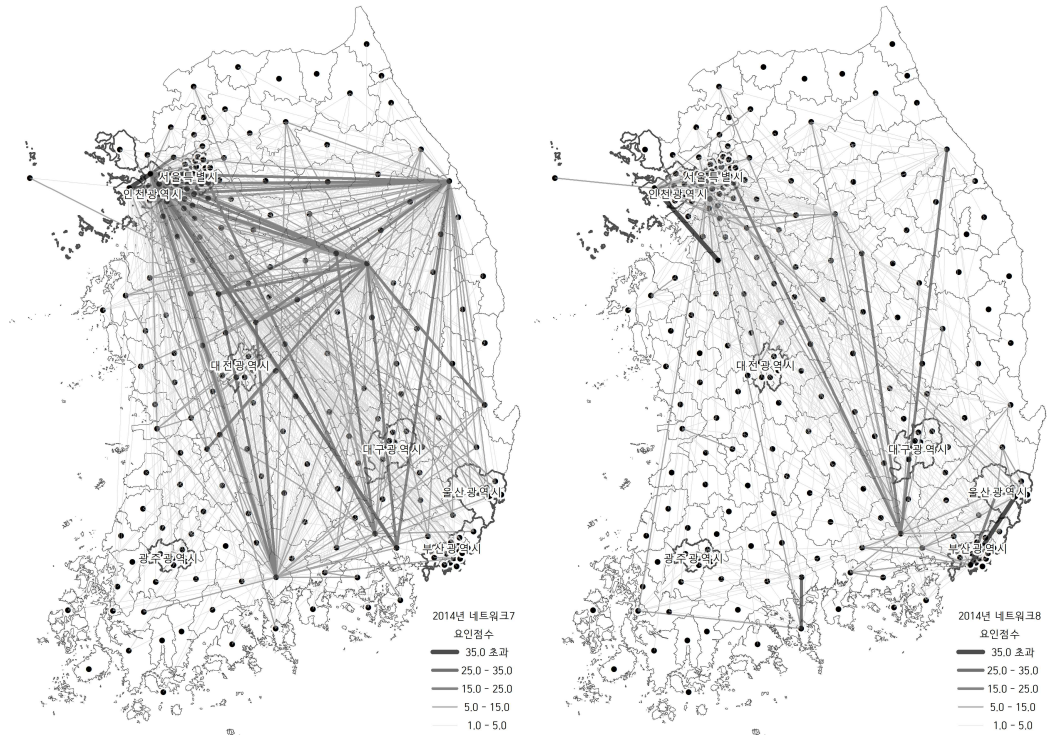 서울특별시
인천광역시
대전광역시
대구광역시
울산광역시
부산광역시
광주광역시
2014년 네트워크7
요인점수
35.0 초과
25.0 - 35.0
15.0 - 25.0
5.0 - 15.0
1.0 - 5.0
서울특별시
인천광역시
대전광역시
대구광역시
울산광역시
부산광역시
광주광역시
2014년 네트워크8
요인점수
35.0 초과
25.0 - 35.0
15.0 - 25.0
5.0 - 15.0
1.0 - 5.0